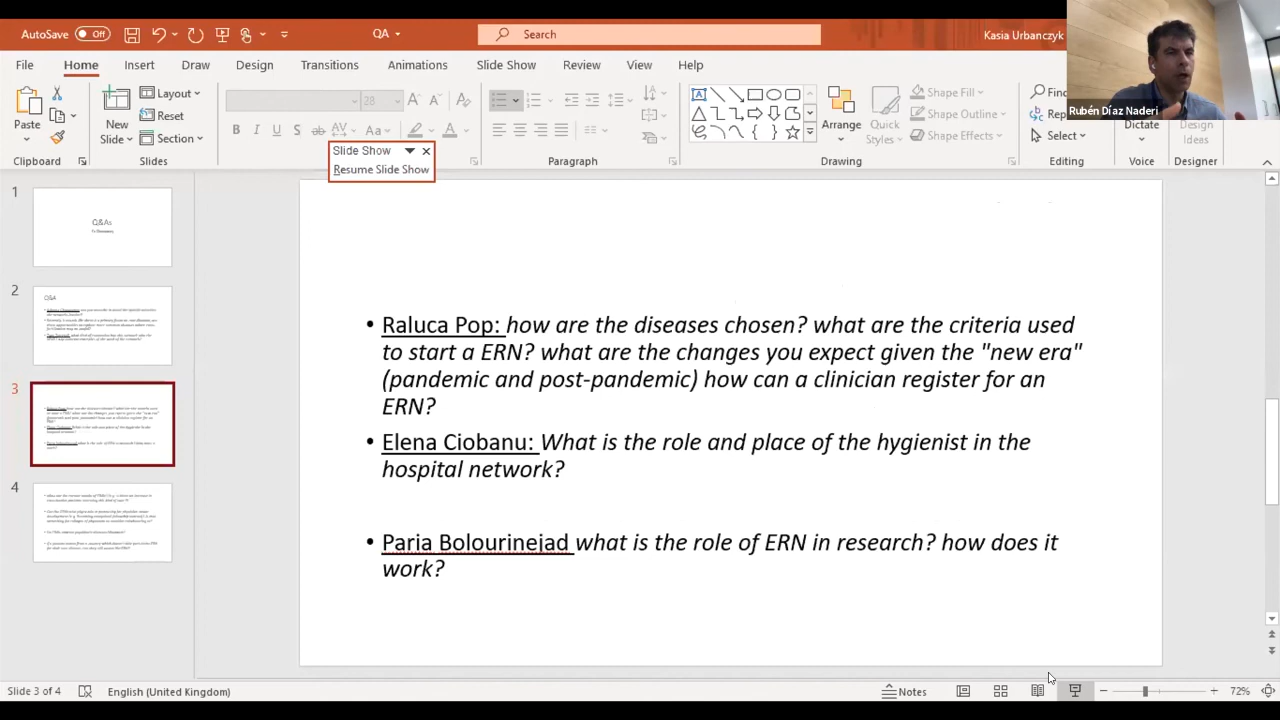 AutoSave Off QA Search Kasia Urbanczyk
File Home Insert Draw Design Transitions Animations Slide Show Review View Help
Rubén Díaz Naderi
Paste
New
Slide
Layout
Reset
Section
28
Arrange
Quick
Styles
Shape Fill
Shape Outline
Shape Effects
Select
Dictate
Design
Ideas
Clipboard Slides Paragraph Drawing Editing Voice Designer
Slide Show
Resume Slide Show
1
Q&As
2
Q&A
3
4
• Raluca Pop: how are the diseases chosen? what are the criteria used
to start a ERN? what are the changes you expect given the "new era"
(pandemic and post-pandemic) how can a clinician register for an
ERN?
• Elena Ciobanu: What is the role and place of the hygienist in the
hospital network?
• Paria Bolourinejad what is the role of ERN in research? how does it
work?
Slide 3 of 4 English (United Kingdom) Notes 72%